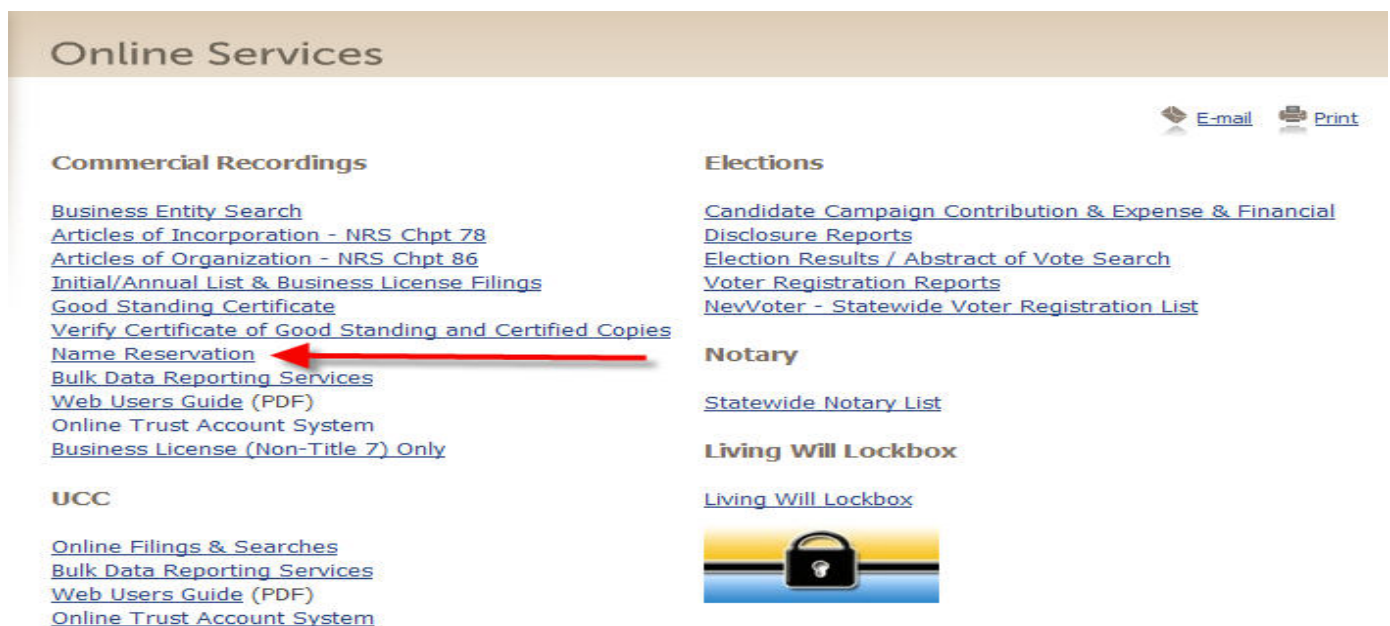 Online Services
E-mail Print
Commercial Recordings
Business Entity Search
Articles of Incorporation - NRS Chpt 78
Articles of Organization - NRS Chpt 86
Initial/Annual List & Business License Filings
Good Standing Certificate
Verify Certificate of Good Standing and Certified Copies
Name Reservation
Bulk Data Reporting Services
Web Users Guide (PDF)
Online Trust Account System
Business License (Non-Title 7) Only
UCC
Online Filings & Searches
Bulk Data Reporting Services
Web Users Guide (PDF)
Online Trust Account System
Elections
Candidate Campaign Contribution & Expense & Financial
Disclosure Reports
Election Results / Abstract of Vote Search
Voter Registration Reports
NevVoter - Statewide Voter Registration List
Notary
Statewide Notary List
Living Will Lockbox
Living Will Lockbox